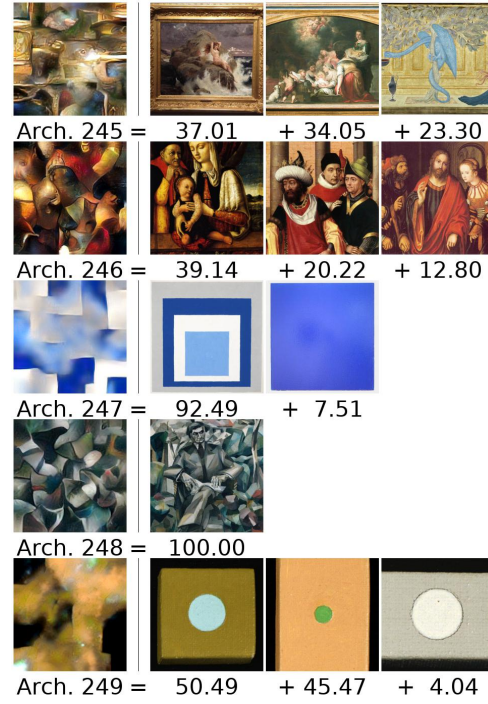 Arch. 245 = 37.01 + 34.05 + 23.30
Arch. 246 = 39.14 + 20.22 + 12.80
Arch. 247 = 92.49 + 7.51
Arch. 248 = 100.00
Arch. 249 = 50.49 + 45.47 + 4.04